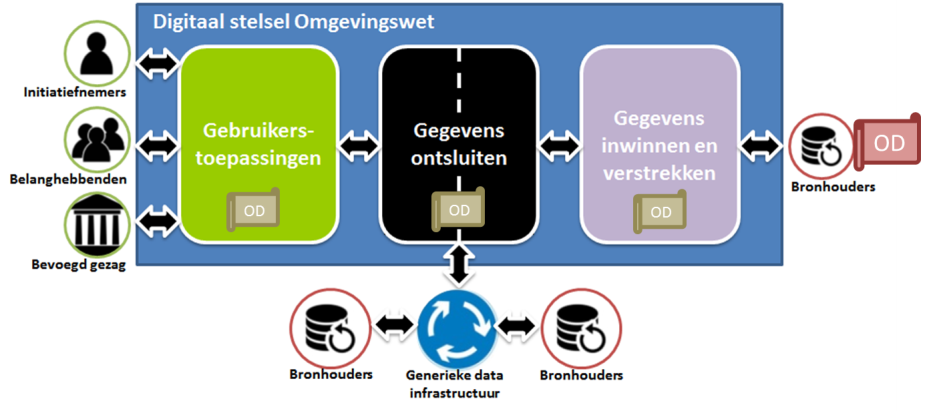 Digitaal stelsel Omgevingswet
Initiatiefnemers
Belanghebbenden
Bevoegd gezag
Gebruikers-
toepassingen
OD
Gegevens
ontsluiten
OD
Gegevens
inwinnen en
verstrekken
OD
OD
Bronhouders
Bronhouders
Generieke data
infrastructuur
Bronhouders